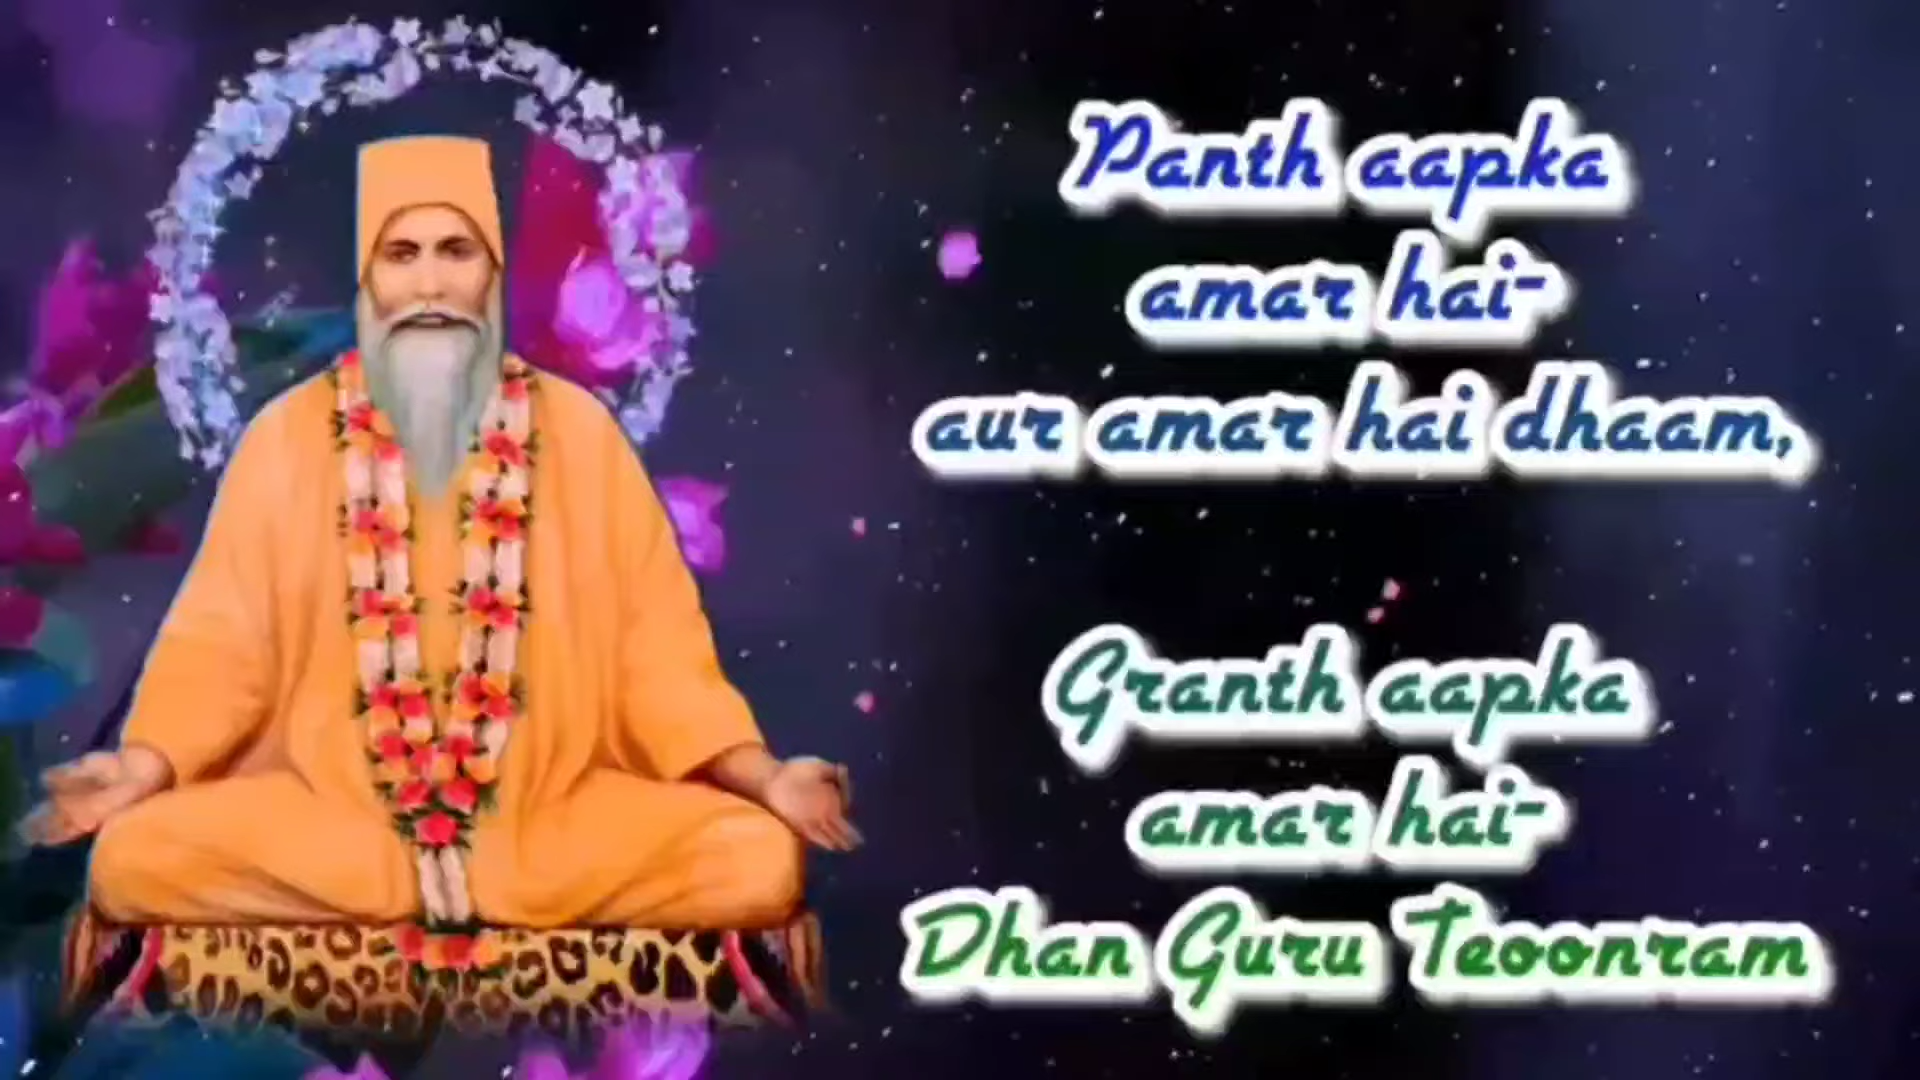 Panth aapka
amar hai-
aur amar hai dhaam,
Granth aapka
amar hai-
Dhan Guru Teoonram